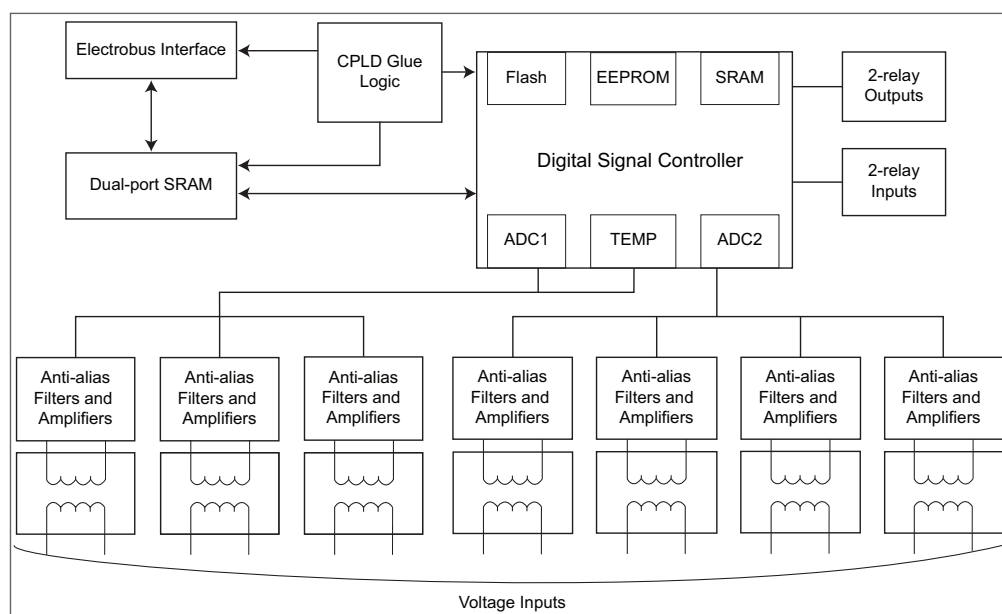 Electrobus Interface
CPLD Glue
Logic
Flash
EEPROM
SRAM
2-relay
Outputs
Dual-port SRAM
Digital Signal Controller
2-relay
Inputs
ADC1
TEMP
ADC2
Anti-alias
Filters and
Amplifiers
Anti-alias
Filters and
Amplifiers
Anti-alias
Filters and
Amplifiers
Anti-alias
Filters and
Amplifiers
Anti-alias
Filters and
Amplifiers
Anti-alias
Filters and
Amplifiers
Anti-alias
Filters and
Amplifiers
Voltage Inputs